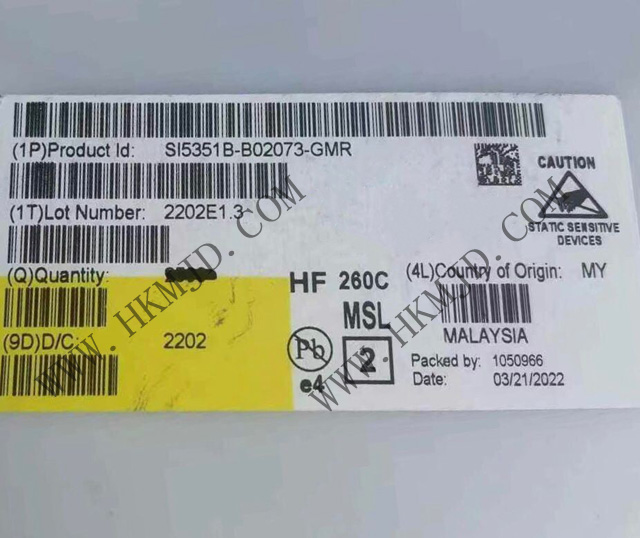 (1P)Product Id: SI5351B-B02073-GMR
(1T)Lot Number: 2202E1.3~
(Q)Quantity:
(9D)D/C: 2202
HF 260C
MSL
2
Pb
e4
CAUTION
STATIC SENSITIVE
DEVICES
(4L)Country of Origin: MY
MALAYSIA
Packed by: 1050966
Date: 03/21/2022
WWW.HKMJD.COM
WWW.HKMJD.COM